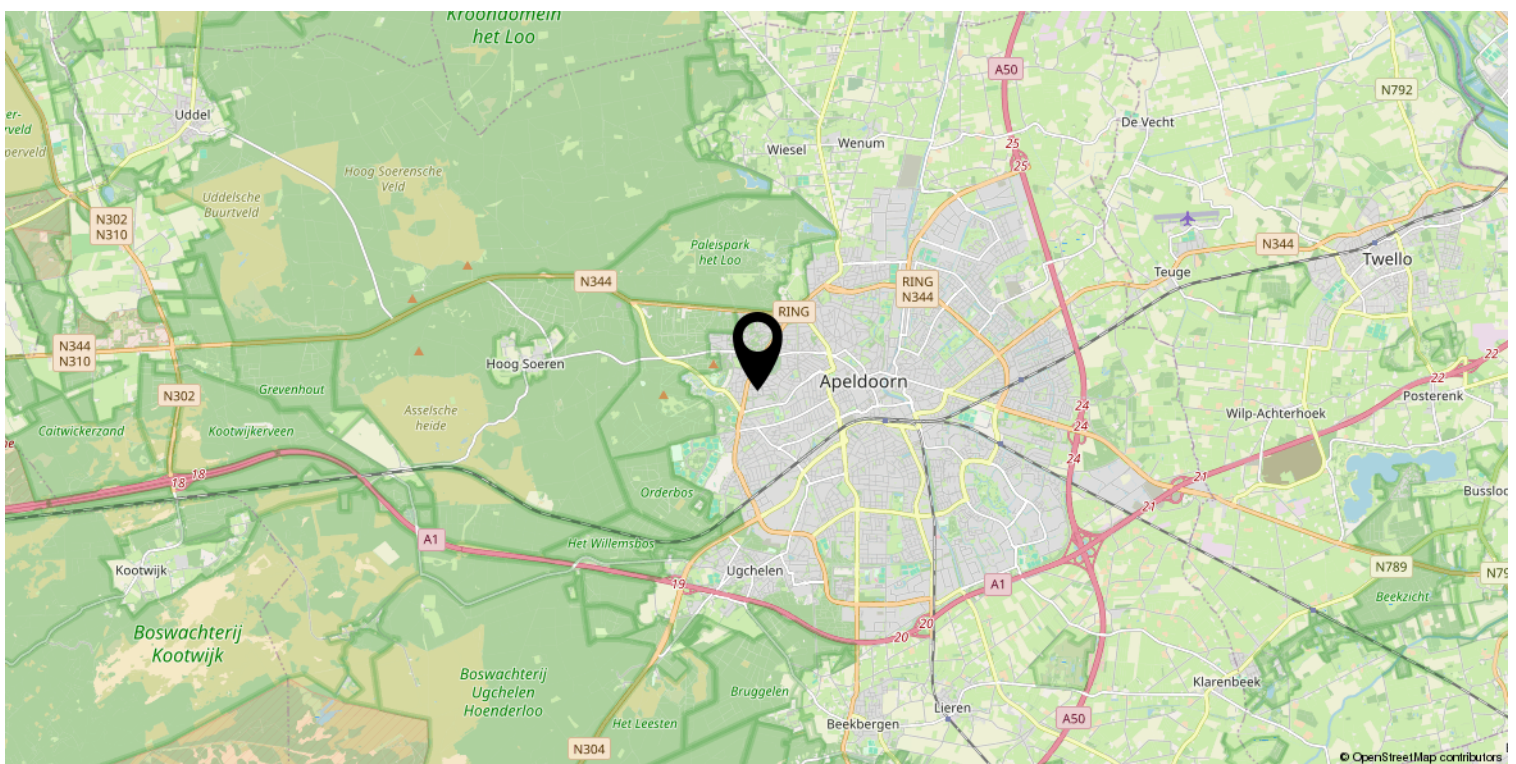 Kroondomein
het Loo
A50
N792
Uddel
De Vecht
Wiesel
Wenum
25
25
Hoog Soerensche
Veld
Uddelsche
Buurtveld
N302
N310
Paleispark
het Loo
N344
Twello
Teuge
N344
RING
N344
RING
N344
N310
Hoog Soeren
22
22
Posterenk
Apeldoorn
Grevenhout
N302
Asselsche
heide
Caitwickerzand
Kootwijkerveen
24
24
24
Wilp-Achterhoek
18
18
21
21
Orderbos
A1
Het Willemsbos
Kootwijk
Ugchelen
19
A1
N789
Beekzicht
20
20
Boswachterij
Kootwijk
Boswachterij
Ugchelen
Hoenderloo
Bruggelen
Klarenbeek
Lieren
Het Leesten
Beekbergen
A50
N304
© OpenStreetMap contributors